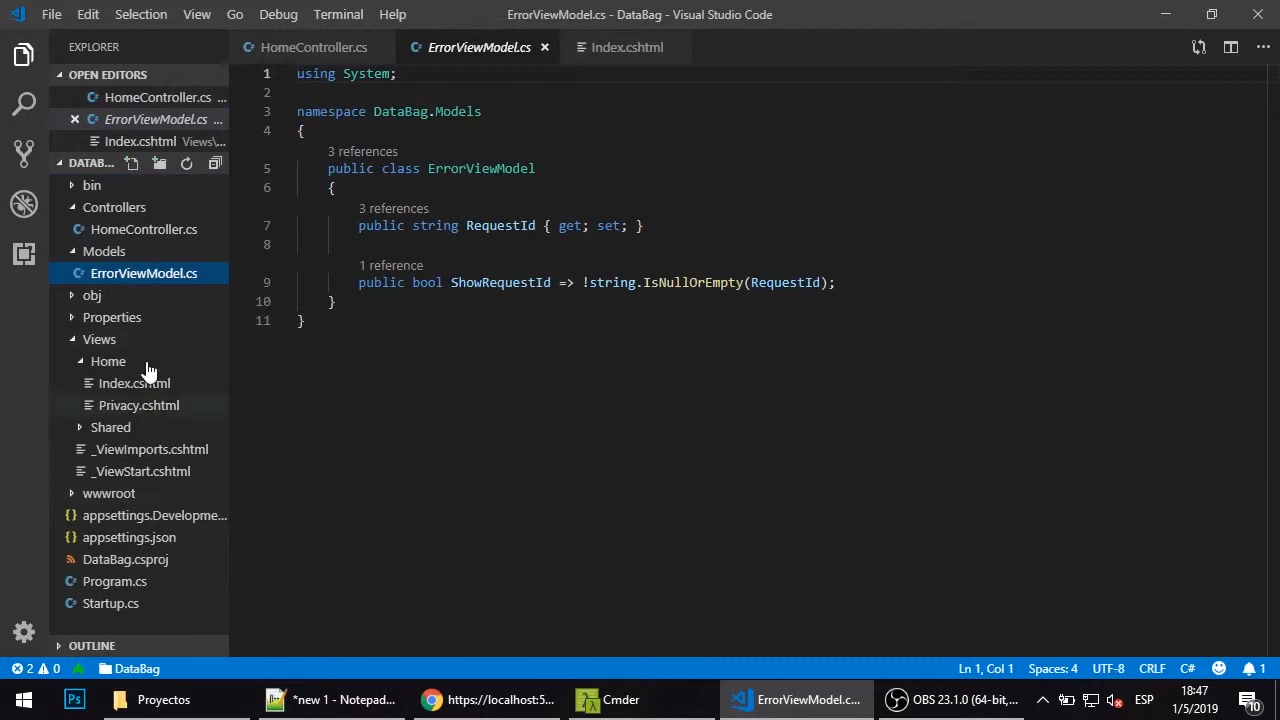 File Edit Selection View Go Debug Terminal Help ErrorViewModel.cs - DataBag - Visual Studio Code
EXPLORER
HomeController.cs ErrorViewModel.cs Index.cshtml
OPEN EDITORS
HomeController.cs ...
ErrorViewModel.cs ...
Index.cshtml Views\...
DATAB...
bin
Controllers
HomeController.cs
Models
ErrorViewModel.cs
obj
Properties
Views
Home
Index.cshtml
Privacy.cshtml
Shared
_ViewImports.cshtml
_ViewStart.cshtml
wwwroot
{} appsettings.Developme...
{} appsettings.json
DataBag.csproj
Program.cs
Startup.cs
OUTLINE
1 using System;
2
3 namespace DataBag.Models
4 {
3 references
5 public class ErrorViewModel
6 {
3 references
7 public string RequestId { get; set; }
8
1 reference
9 public bool ShowRequestId => !string.IsNullOrEmpty(RequestId);
10 }
11 }
2 0 DataBag Ln 1, Col 1 Spaces: 4 UTF-8 CRLF C# 1
Ps Proyectos *new 1 - Notepad... https://localhost:5... Cmder ErrorViewModel.c... OBS 23.1.0 (64-bit,... ESP 18:47
1/5/2019 10